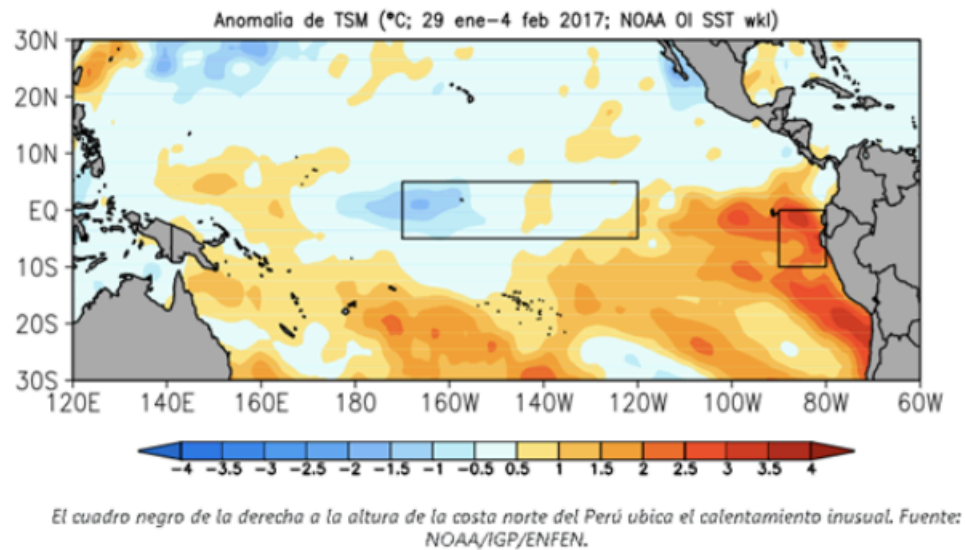 Anomalía de TSM (°C; 29 ene-4 feb 2017; NOAA OI SST wkl)
30N
20N
10N
EQ
10S
20S
30S
120E 140E 160E 180 160W 140W 120W 100W 80W 60W
-4 -3.5 -3 -2.5 -2 -1.5 -1 -0.5 0.5 1 1.5 2 2.5 3 3.5 4
El cuadro negro de la derecha a la altura de la costa norte del Perú ubica el calentamiento inusual. Fuente:
NOAA/IGP/ENFEN.